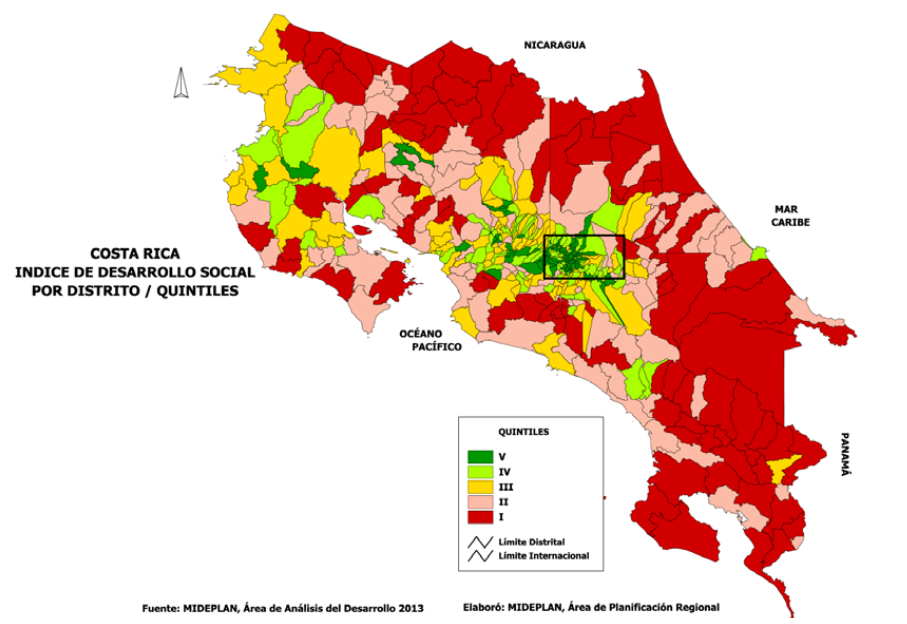 NICARAGUA
MAR
CARIBE
COSTA RICA
INDICE DE DESARROLLO SOCIAL
POR DISTRITO / QUINTILES
OCÉANO
PACÍFICO
PANAMÁ
QUINTILES
V
IV
III
II
I
Límite Distrital
Límite Internacional
Fuente: MIDEPLAN, Área de Análisis del Desarrollo 2013
Elaboró: MIDEPLAN, Área de Planificación Regional